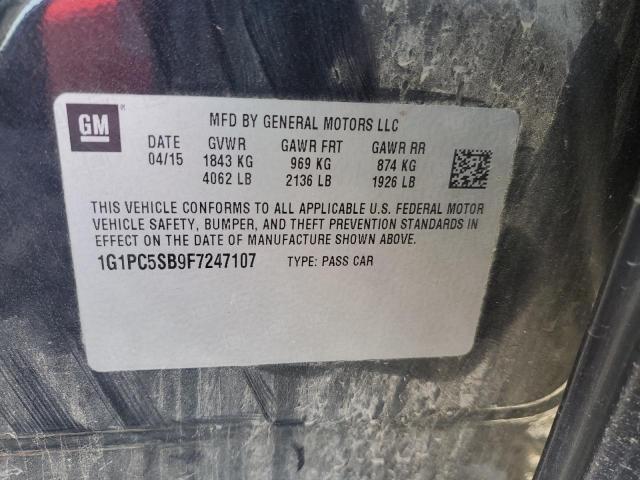 GM
MFD BY GENERAL MOTORS LLC
DATE GVWR GAWR FRT GAWR RR
04/15 1843 KG 969 KG 874 KG
4062 LB 2136 LB 1926 LB
THIS VEHICLE CONFORMS TO ALL APPLICABLE U.S. FEDERAL MOTOR
VEHICLE SAFETY, BUMPER, AND THEFT PREVENTION STANDARDS IN
EFFECT ON THE DATE OF MANUFACTURE SHOWN ABOVE.
1G1PC5SB9F7247107 TYPE: PASS CAR